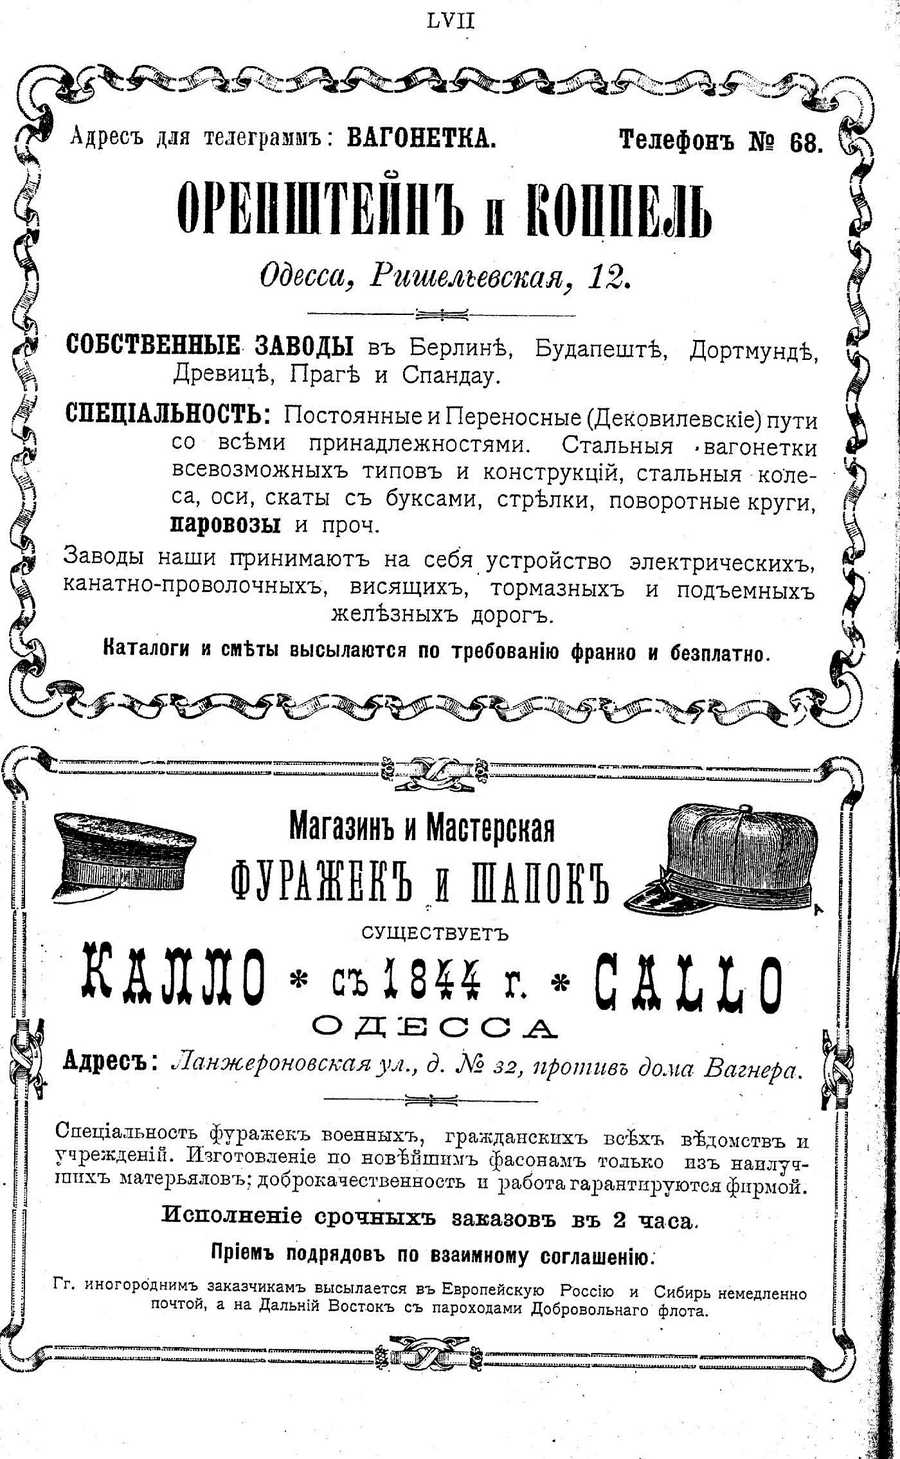 LVII
Адресъ для телеграммъ: ВАГОНЕТКА. Телефонъ № 68.
ОРЕНШТЕЙНЪ и КОППЕЛЬ
Одесса, Ришельевская, 12.
СОБСТВЕННЫЕ ЗАВОДЫ въ Берлинѣ, Будапештѣ, Дортмундѣ,
Древицѣ, Прагѣ и Спандау.
СПЕЦІАЛЬНОСТЬ: Постоянные и Переносные (Дековилевскіе) пути
со всѣми принадлежностями. Стальныя вагонетки
всевозможныхъ типовъ и конструкцій, стальныя коле-
са, оси, скаты съ буксами, стрѣлки, поворотные круги,
паровозы и проч.
Заводы наши принимаютъ на себя устройство электрическихъ,
канатно-проволочныхъ, висящихъ, тормазныхъ и подъемныхъ
желѣзныхъ дорогъ.
Каталоги и смѣты высылаются по требованію франко и безплатно.
Магазинъ и Мастерская
ФУРАЖЕКЪ и ШАПОКЪ
СУЩЕСТВУЕТЪ
КАЛЛО * съ 1844 г. * CALLO
ОДЕССА
Адресъ: Ланжероновская ул., д. № 32, противъ дома Вагнера.
Спеціальность фуражекъ военныхъ, гражданскихъ всѣхъ вѣдомствъ и
учрежденій. Изготовленіе по новѣйшимъ фасонамъ только изъ наилуч-
шихъ матерьяловъ; доброкачественность и работа гарантируются фирмой.
Исполненіе срочныхъ заказовъ въ 2 часа.
Пріемъ подрядовъ по взаимному соглашенію.
Гг. иногороднимъ заказчикамъ высылается въ Европейскую Россію и Сибирь немедленно
почтой, а на Дальній Востокъ съ пароходами Добровольнаго флота.